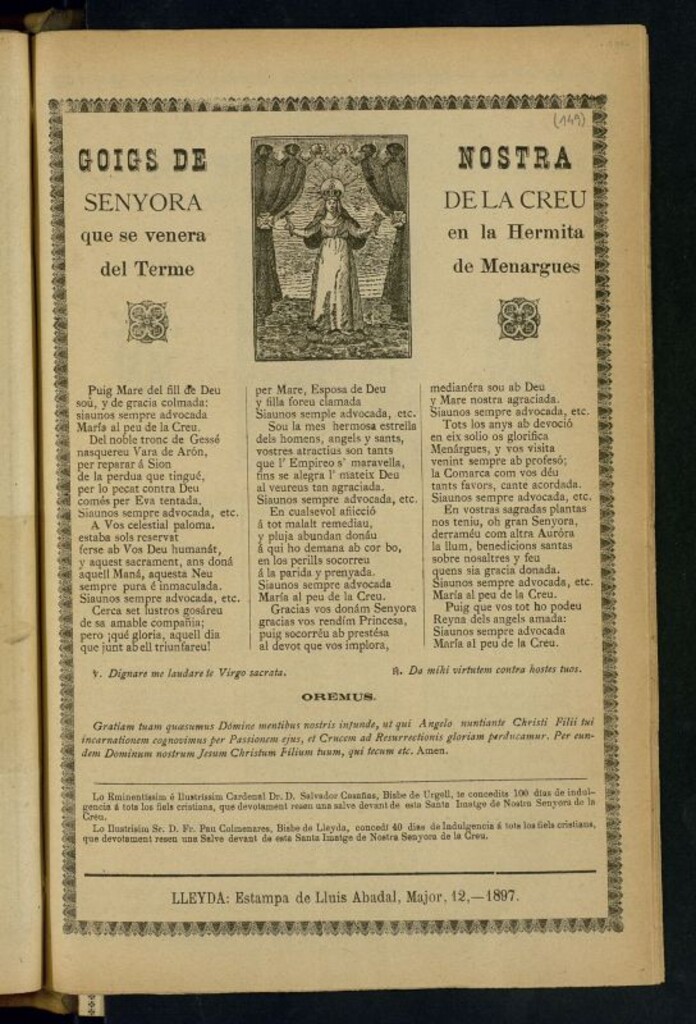 (149)
GOIGS DE NOSTRA
SENYORA DE LA CREU
que se venera en la Hermita
del Terme de Menargues
Puig Mare del fill de Deu
sou, y de gracia colmada:
siaunos sempre advocada
María al peu de la Creu.
Del noble tronc de Gessé
nasquereu Vara de Arón,
per reparar á Sion
de la perdua que tingué,
per lo pecat contra Deu
comés per Eva tentada.
Siaunos sempre advocada, etc.
A Vos celestial paloma.
estaba sols reservat
ferse ab Vos Deu humanát,
y aquest sacrament, ans doná
aquell Maná, aquesta Neu
sempre pura é inmaculada.
Siaunos sempre advocada, etc.
Cerca set lustros gosáreu
de sa amable compañia;
pero ¡qué gloria, aquell dia
que junt ab ell triunfareu!
per Mare, Esposa de Deu
y filla foreu clamada
Siaunos semple advocada, etc.
Sou la mes hermosa estrella
dels homens, angels y sants,
vostres atractius son tants
que l' Empireo s' maravella,
fins se alegra l' mateix Deu
al veureus tan agraciada.
Siaunos sempre advocada, etc.
En cualsevol aflicció
á tot malalt remediau,
y pluja abundan donáu
á qui ho demana ab cor bo,
en los perills socorreu
á la parida y prenyada.
Siaunos sempre advocada
María al peu de la Creu.
Gracias vos donám Senyora
gracias vos rendím Princesa,
puig socorréu ab prestésa
al devot que vos implora,
medianéra sou ab Deu
y Mare nostra agraciada.
Siaunos sempre advocada, etc.
Tots los anys ab devoció
en eix solio os glorifica
Menárgues, y vos visita
venint sempre ab profesó;
la Comarca com vos déu
tants favors, cante acordada.
Siaunos sempre advocada, etc.
En vostras sagradas plantas
nos teniu, oh gran Senyora,
derraméu com altra Auróra
la llum, benedicions santas
sobre nosaltres y feu
quens sia gracia donada.
Siaunos sempre advocada, etc.
María al peu de la Creu.
Puig que vos tot ho podeu
Reyna dels angels amada:
Siaunos sempre advocada
María al peu de la Creu.
℣. Dignare me laudare te Virgo sacrata. ℟. Da mihi virtutem contra hostes tuos.
OREMUS.
Gratiam tuam quæsumus Domine mentibus nostris infunde, ut qui Angelo nuntiante Christi Filii tui
incarnationem cognovimus per Passionem ejus, et Crucem ad Resurrectionis gloriam perducamur. Per eun-
dem Dominum nostrum Jesum Christum Filium tuum, qui tecum etc. Amen.
Lo Eminentissim é Ilustrissim Cardenal Dr. D. Salvador Casañas, Bisbe de Urgell, te concedits 100 dias de indul-
gencia á tots los fiels cristians, que devotament resen una salve devant de esta Santa Imatge de Nostra Senyora de la
Creu.
Lo Ilustrisim Sr. D. Fr. Pau Colmenares, Bisbe de Lleyda, concedí 40 dias de indulgencia á tots los fiels cristians,
que devotament resen una Salve devant de esta Santa Imatge de Nostra Senyora de la Creu.
LLEYDA: Estampa de Lluis Abadal, Major, 12,—1897.